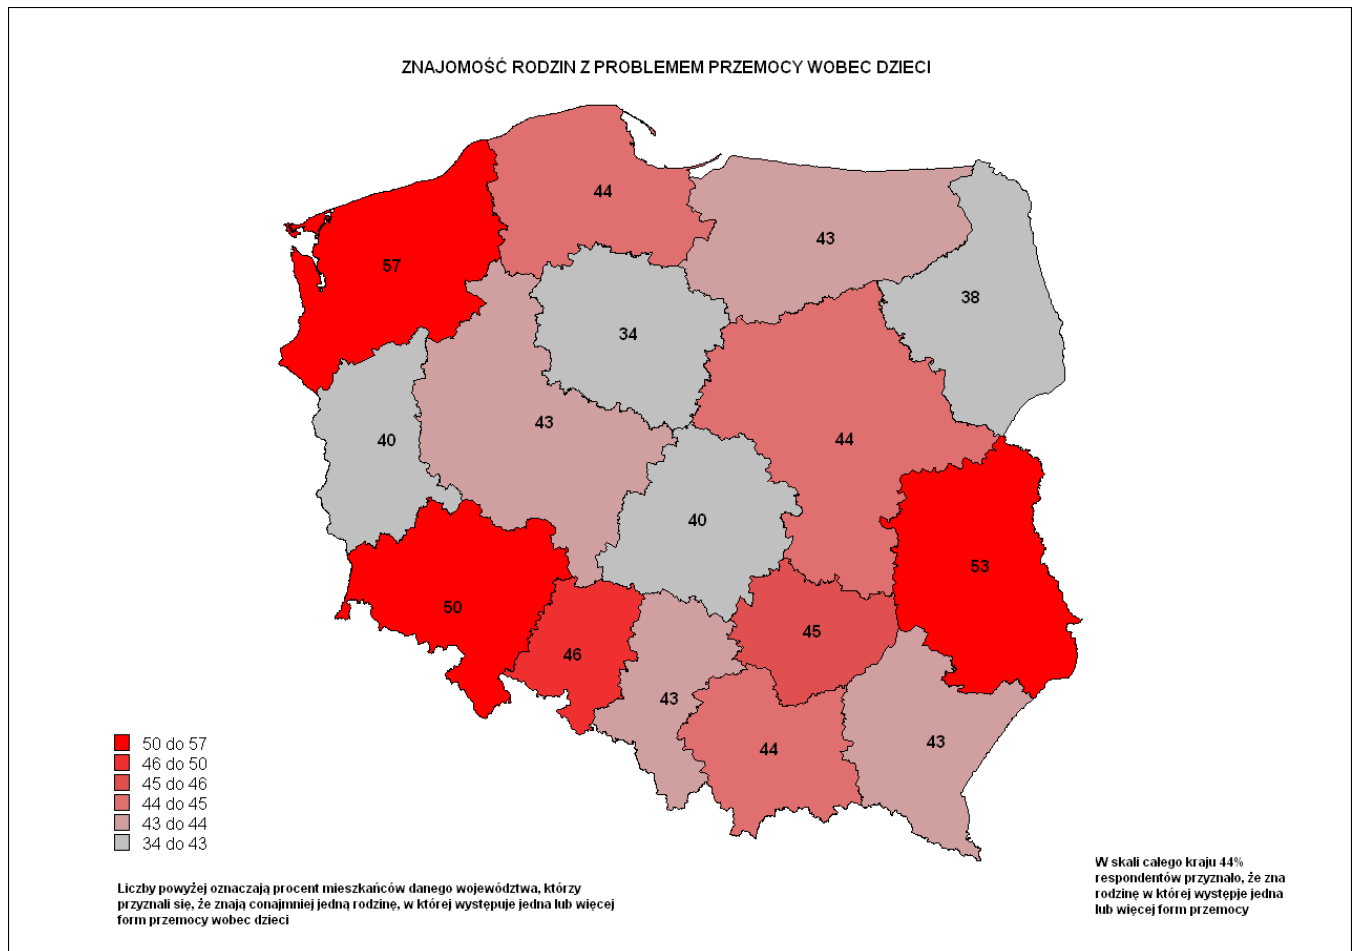 ZNAJOMOŚĆ RODZIN Z PROBLEMEM PRZEMOCY WOBEC DZIECI
44
43
57
38
34
43
40
44
40
53
50
45
46
43
43
44
50 do 57
46 do 50
45 do 46
44 do 45
43 do 44
34 do 43
Liczby powyżej oznaczają procent mieszkańców danego województwa, którzy
przyznali się, że znają conajmniej jedną rodzinę, w której występuje jedna lub więcej
form przemocy wobec dzieci
W skali całego kraju 44%
respondentów przyznało, że zna
rodzinę w której występje jedna
lub więcej form przemocy